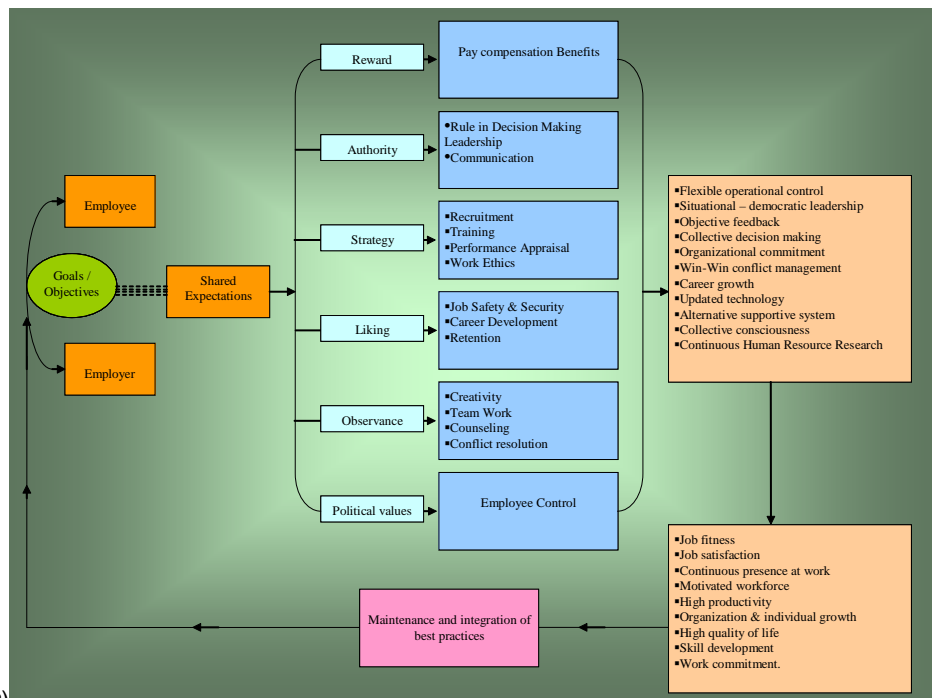 Reward
Pay compensation Benefits
Authority
•Rule in Decision Making
Leadership
•Communication
Employee
Strategy
▪Recruitment
▪Training
▪Performance Appraisal
▪Work Ethics
Goals /
Objectives
Shared
Expectations
Liking
▪Job Safety & Security
▪Career Development
▪Retention
Employer
Observance
▪Creativity
▪Team Work
▪Counseling
▪Conflict resolution
Political values
Employee Control
▪Flexible operational control
▪Situational – democratic leadership
▪Objective feedback
▪Collective decision making
▪Organizational commitment
▪Win-Win conflict management
▪Career growth
▪Updated technology
▪Alternative supportive system
▪Collective consciousness
▪Continuous Human Resource Research
▪Job fitness
▪Job satisfaction
▪Continuous presence at work
▪Motivated workforce
▪High productivity
▪Organization & individual growth
▪High quality of life
▪Skill development
▪Work commitment.
Maintenance and integration of
best practices